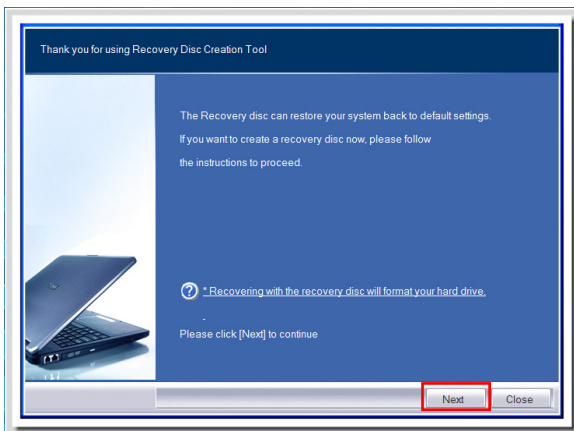 Thank you for using Recovery Disc Creation Tool
The Recovery disc can restore your system back to default settings.
If you want to create a recovery disc now, please follow
the instructions to proceed.
* Recovering with the recovery disc will format your hard drive.
Please click [Next] to continue
Next
Close